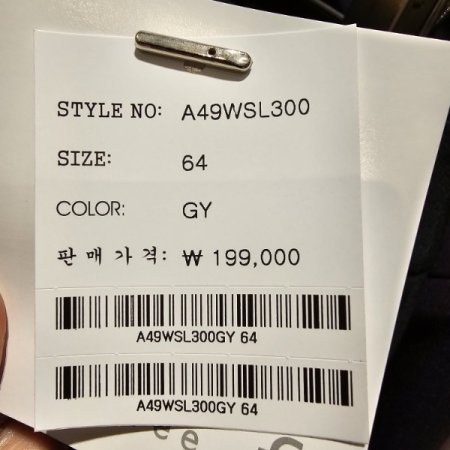 STYLE NO: A49WSL300
SIZE: 64
COLOR: GY
판매가격: ₩ 199,000
A49WSL300GY 64
A49WSL300GY 64